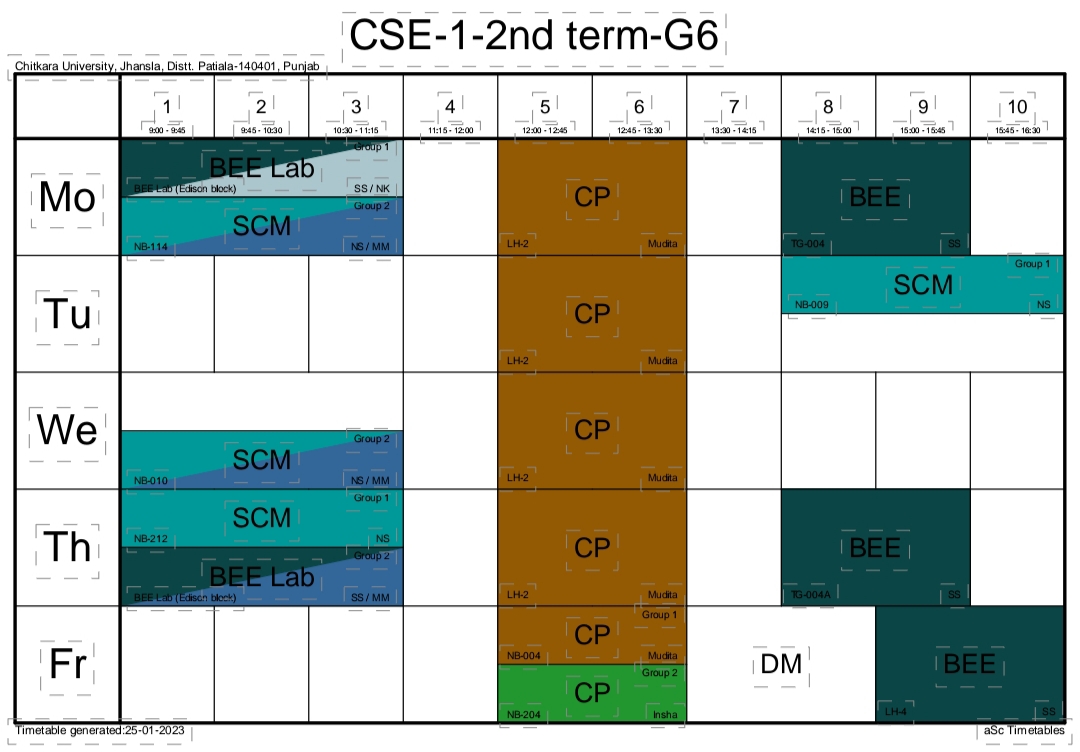 CSE-1-2nd term-G6
Chitkara University, Jhansla, Distt. Patiala-140401, Punjab
1 2 3 4 5 6 7 8 9 10
9:00 - 9:45 9:45 - 10:30 10:30 - 11:15 11:15 - 12:00 12:00 - 12:45 12:45 - 13:30 13:30 - 14:15 14:15 - 15:00 15:00 - 15:45 15:45 - 16:30
Mo
Group 1
BEE Lab
BEE Lab (Edison block) SS / NK
Group 2
SCM
NB-114 NS / MM
CP
LH-2 Mudita
BEE
TG-004 SS
Tu
CP
LH-2 Mudita
Group 1
SCM
NB-009 NS
We
Group 2
SCM
NB-010 NS / MM
CP
LH-2 Mudita
Th
Group 1
SCM
NB-212 NS
Group 2
BEE Lab
BEE Lab (Edison block) SS / MM
CP
LH-2 Mudita
BEE
TG-004A SS
Fr
Group 1
CP
NB-004 Mudita
Group 2
CP
NB-204 Insha
DM
BEE
LH-4 SS
Timetable generated:25-01-2023 aSc Timetables